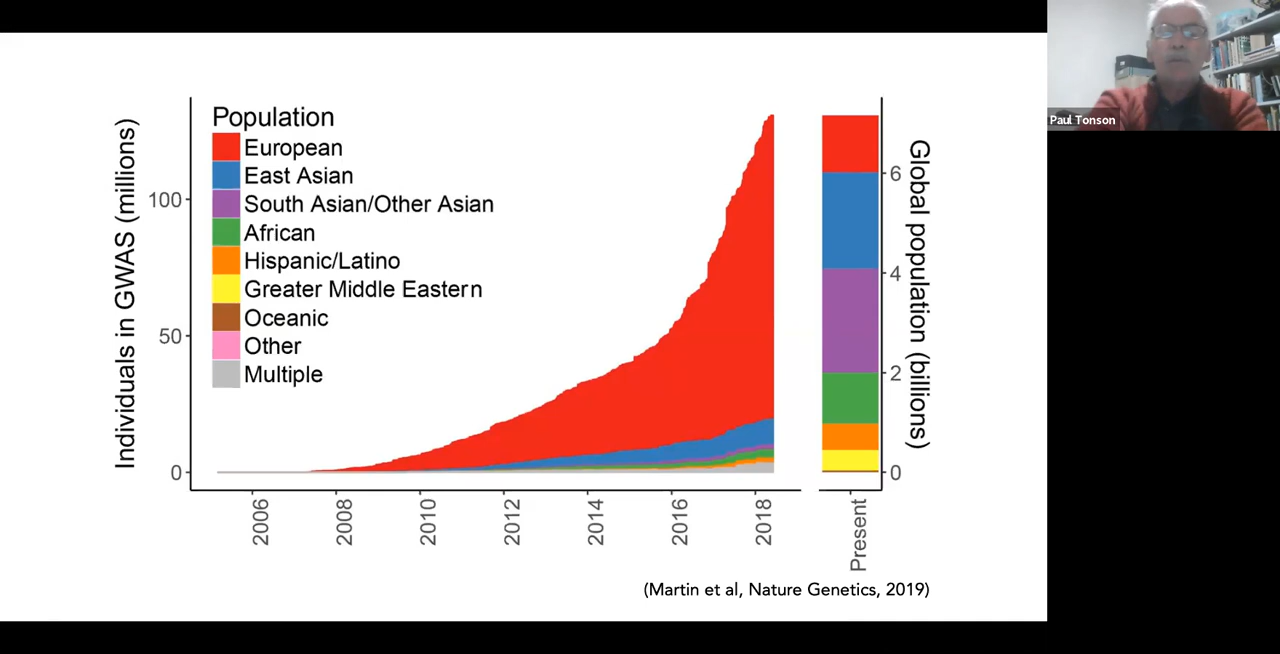 Paul Tonson
Population
European
East Asian
South Asian/Other Asian
African
Hispanic/Latino
Greater Middle Eastern
Oceanic
Other
Multiple
Individuals in GWAS (millions)
100
50
0
2006
2008
2010
2012
2014
2016
2018
Present
6
4
2
0
Global population (billions)
(Martin et al, Nature Genetics, 2019)